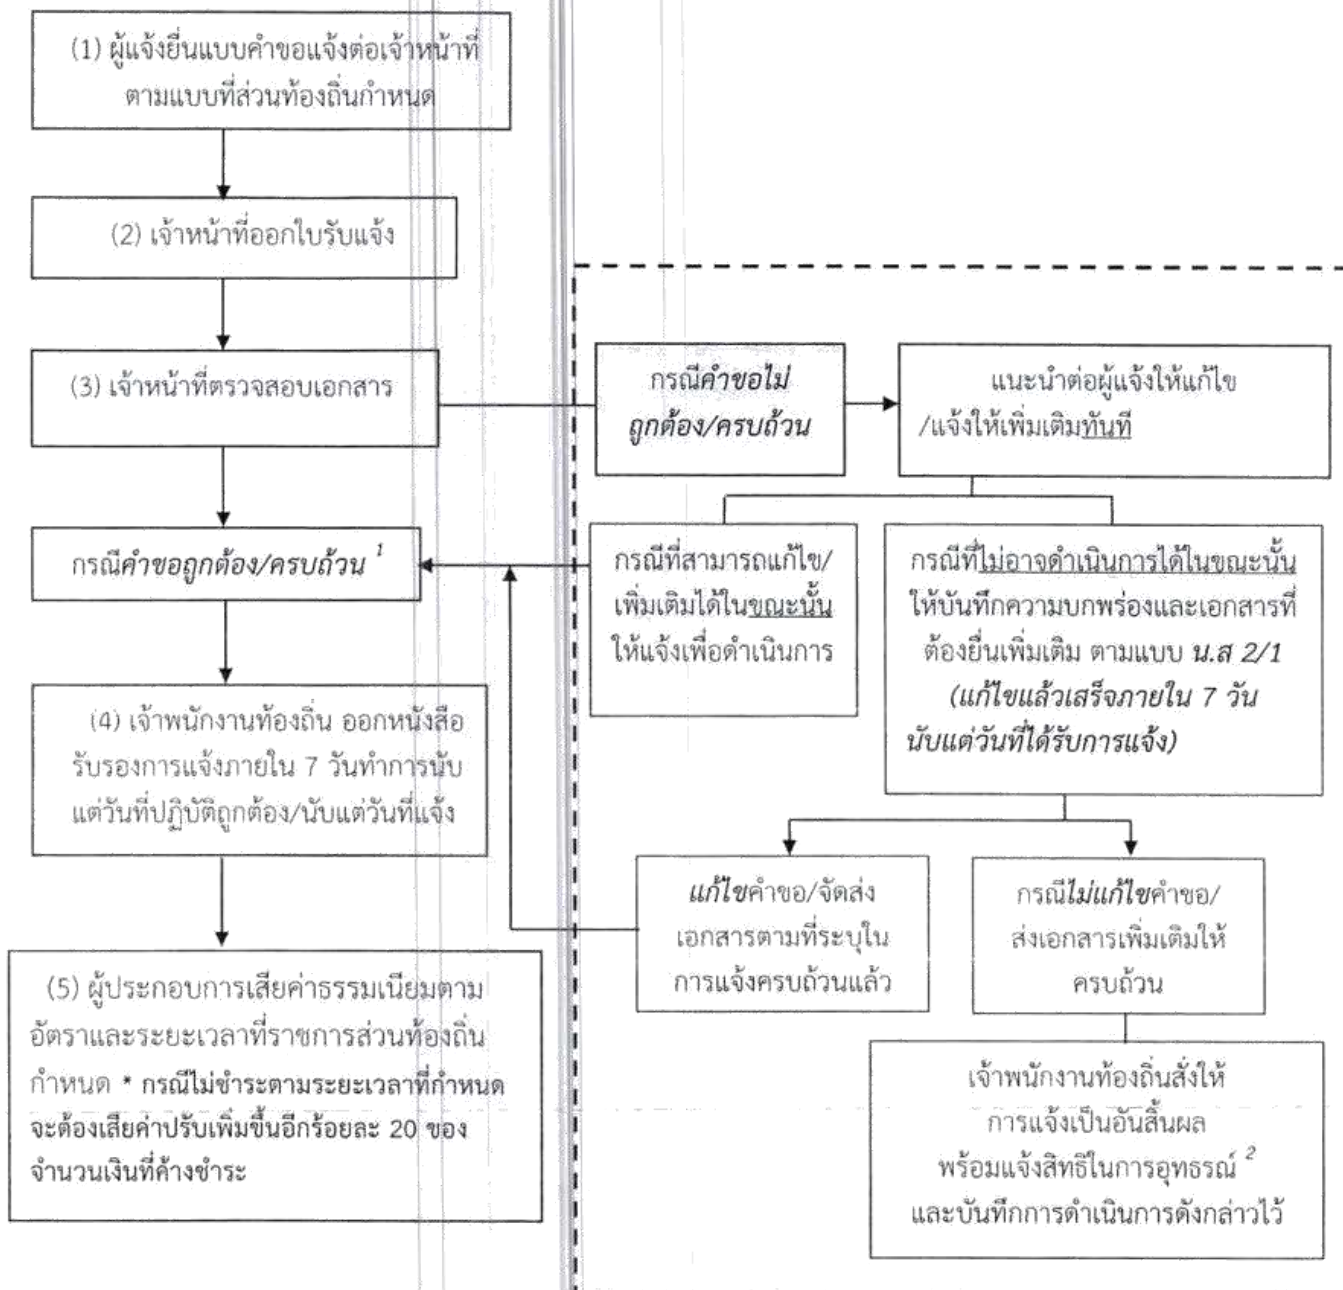 (1) ผู้แจ้งยื่นแบบคำขอแจ้งต่อเจ้าหน้าที่
ตามแบบที่ส่วนท้องถิ่นกำหนด
(2) เจ้าหน้าที่ออกใบรับแจ้ง
(3) เจ้าหน้าที่ตรวจสอบเอกสาร
กรณีคำขอไม่
ถูกต้อง/ครบถ้วน
แนะนำต่อผู้แจ้งให้แก้ไข
/แจ้งให้เพิ่มเติมทันที
กรณีคำขอถูกต้อง/ครบถ้วน 1
กรณีที่สามารถแก้ไข/
เพิ่มเติมได้ในขณะนั้น
ให้แจ้งเพื่อดำเนินการ
กรณีที่ไม่อาจดำเนินการได้ในขณะนั้น
ให้บันทึกความบกพร่องและเอกสารที่
ต้องยื่นเพิ่มเติม ตามแบบ น.ส 2/1
(แก้ไขแล้วเสร็จภายใน 7 วัน
นับแต่วันที่ได้รับการแจ้ง)
(4) เจ้าพนักงานท้องถิ่น ออกหนังสือ
รับรองการแจ้งภายใน 7 วันทำการนับ
แต่วันที่ปฏิบัติถูกต้อง/นับแต่วันที่แจ้ง
แก้ไขคำขอ/จัดส่ง
เอกสารตามที่ระบุใน
การแจ้งครบถ้วนแล้ว
กรณีไม่แก้ไขคำขอ/
ส่งเอกสารเพิ่มเติมให้
ครบถ้วน
(5) ผู้ประกอบการเสียค่าธรรมเนียมตาม
อัตราและระยะเวลาที่ราชการส่วนท้องถิ่น
กำหนด * กรณีไม่ชำระตามระยะเวลาที่กำหนด
จะต้องเสียค่าปรับเพิ่มขึ้นอีกร้อยละ 20 ของ
จำนวนเงินที่ค้างชำระ
เจ้าพนักงานท้องถิ่นสั่งให้
การแจ้งเป็นอันสิ้นผล
พร้อมแจ้งสิทธิในการอุทธรณ์ 2
และบันทึกการดำเนินการดังกล่าวไว้